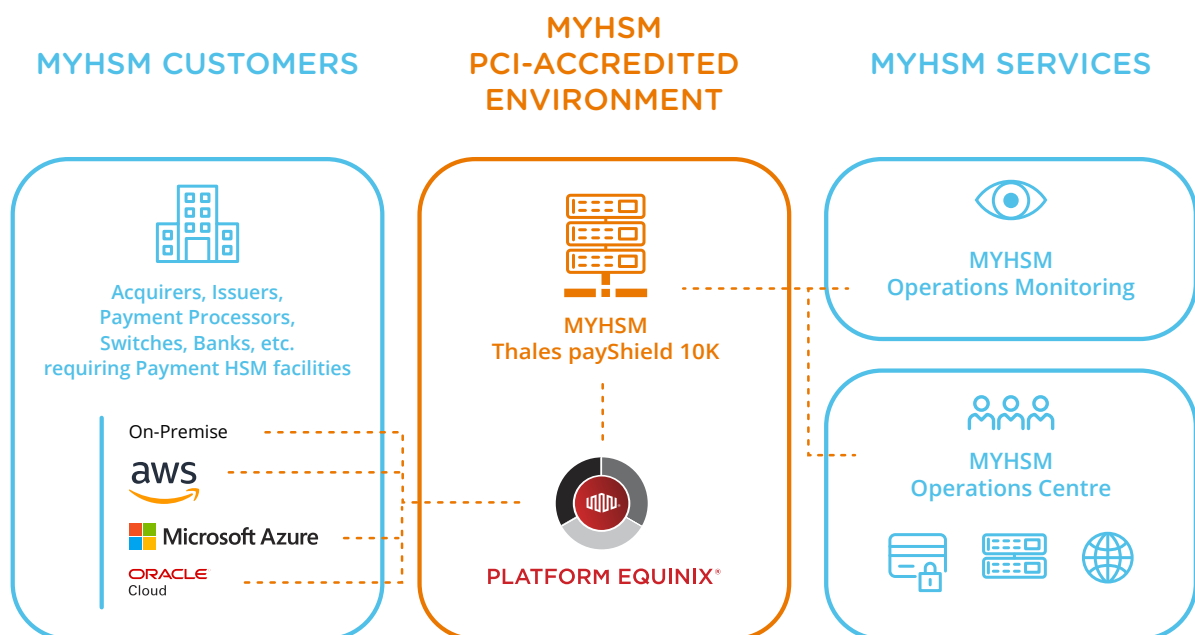 MYHSM CUSTOMERS
MYHSM
PCI-ACCREDITED
ENVIRONMENT
MYHSM SERVICES
Acquirers, Issuers,
Payment Processors,
Switches, Banks, etc.
requiring Payment HSM facilities
On-Premise
aws
Microsoft Azure
ORACLE
Cloud
MYHSM
Thales payShield 10K
PLATFORM EQUINIX®
MYHSM
Operations Monitoring
MYHSM
Operations Centre